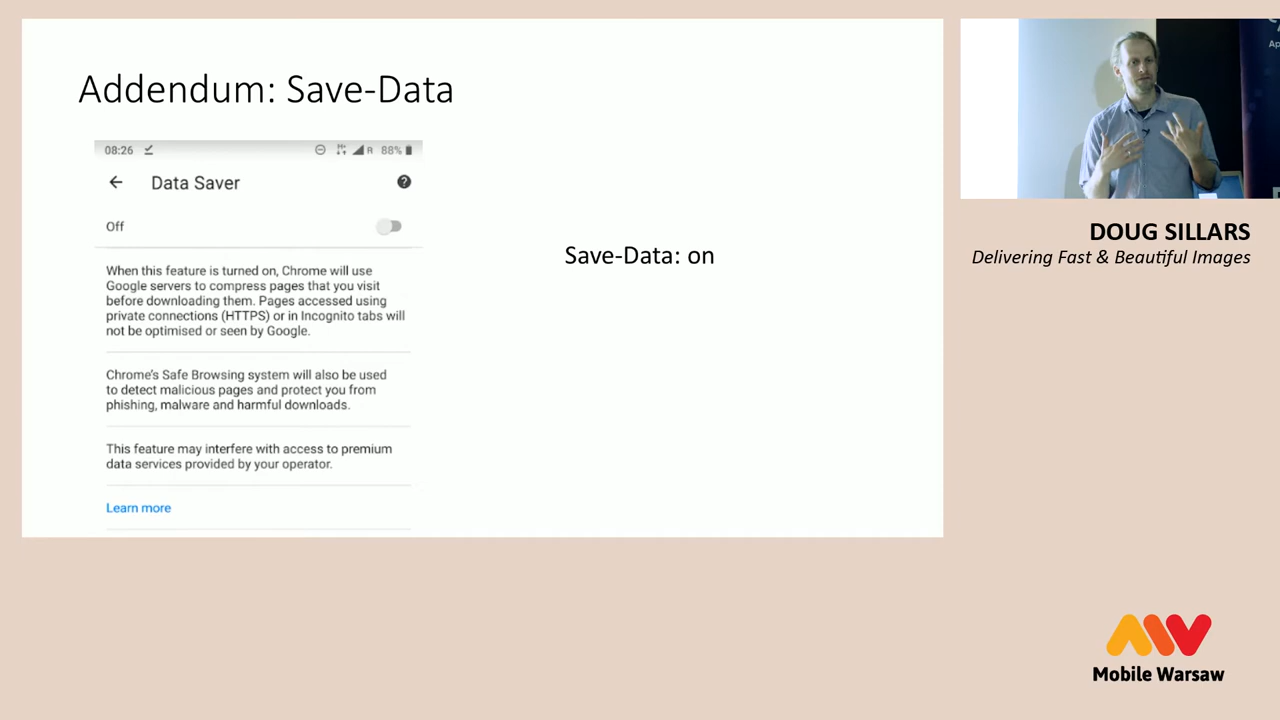 Addendum: Save-Data
08:26
R 88%
Data Saver
Off
When this feature is turned on, Chrome will use
Google servers to compress pages that you visit
before downloading them. Pages accessed using
private connections (HTTPS) or in Incognito tabs will
not be optimised or seen by Google.
Chrome's Safe Browsing system will also be used
to detect malicious pages and protect you from
phishing, malware and harmful downloads.
This feature may interfere with access to premium
data services provided by your operator.
Learn more
Save-Data: on
DOUG SILLARS
Delivering Fast & Beautiful Images
Mobile Warsaw